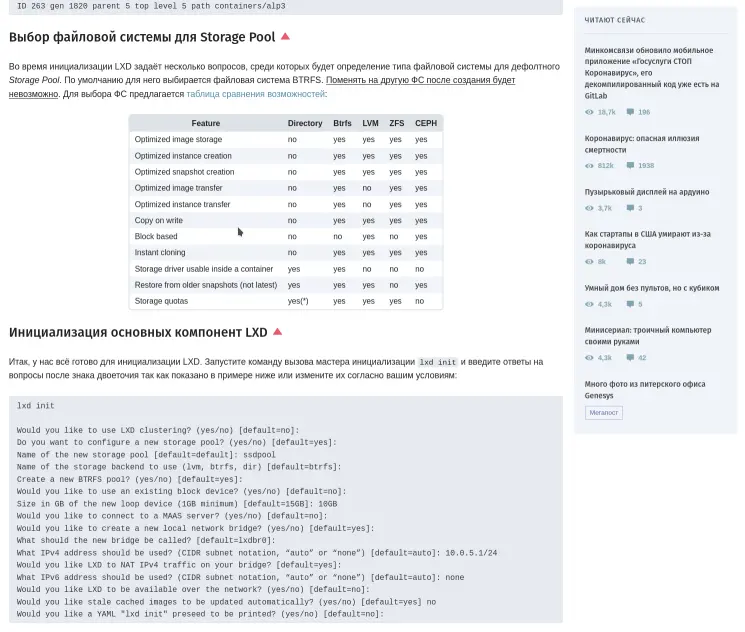 ID 263 gen 1820 parent 5 top level 5 path containers/alp3
Выбор файловой системы для Storage Pool
Во время инициализации LXD задаёт несколько вопросов, среди которых будет определение типа файловой системы для дефолтного
Storage Pool. По умолчанию для него выбирается файловая система BTRFS. Поменять на другую ФС после создания будет
невозможно. Для выбора ФС предлагается таблица сравнения возможностей:
Feature Directory Btrfs LVM ZFS CEPH
Optimized image storage no yes yes yes yes
Optimized instance creation no yes yes yes yes
Optimized snapshot creation no yes yes yes yes
Optimized image transfer no yes no yes yes
Optimized instance transfer no yes no yes yes
Copy on write no yes yes yes yes
Block based no no yes no yes
Instant cloning no yes yes yes yes
Storage driver usable inside a container yes yes no no no
Restore from older snapshots (not latest) yes yes yes no yes
Storage quotas yes(*) yes yes yes no
Инициализация основных компонент LXD
Итак, у нас всё готово для инициализации LXD. Запустите команду вызова мастера инициализации lxd init и введите ответы на
вопросы после знака двоеточия так как показано в примере ниже или измените их согласно вашим условиям:
lxd init
Would you like to use LXD clustering? (yes/no) [default=no]:
Do you want to configure a new storage pool? (yes/no) [default=yes]:
Name of the new storage pool [default=default]: ssdpool
Name of the storage backend to use (lvm, btrfs, dir) [default=btrfs]:
Create a new BTRFS pool? (yes/no) [default=yes]:
Would you like to use an existing block device? (yes/no) [default=no]:
Size in GB of the new loop device (1GB minimum) [default=15GB]: 10GB
Would you like to connect to a MAAS server? (yes/no) [default=no]:
Would you like to create a new local network bridge? (yes/no) [default=yes]:
What should the new bridge be called? [default=lxdbr0]:
What IPv4 address should be used? (CIDR subnet notation, “auto” or “none”) [default=auto]: 10.0.5.1/24
Would you like LXD to NAT IPv4 traffic on your bridge? [default=yes]:
What IPv6 address should be used? (CIDR subnet notation, "auto" or “none”) [default=auto]: none
Would you like LXD to be available over the network? (yes/no) [default=no]:
Would you like stale cached images to be updated automatically? (yes/no) [default=yes] no
Would you like a YAML "lxd init" preseed to be printed? (yes/no) [default=no]:
ЧИТАЮТ СЕЙЧАС
Минкомсвязи обновило мобильное
приложение «Госуслуги СТОП
Коронавирус», его
декомпилированный код уже есть на
GitLab
18,7k 196
Коронавирус: опасная иллюзия
смертности
612k 1938
Пузырьковый дисплей на ардуино
3,7k 3
Как стартапы в США умирают из-за
коронавируса
8k 23
Умный дом без пультов, но с кубиком
4,3k 5
Минисериал: троичный компьютер
своими руками
4,3k 42
Много фото из питерского офиса
Genesys
Мегапост